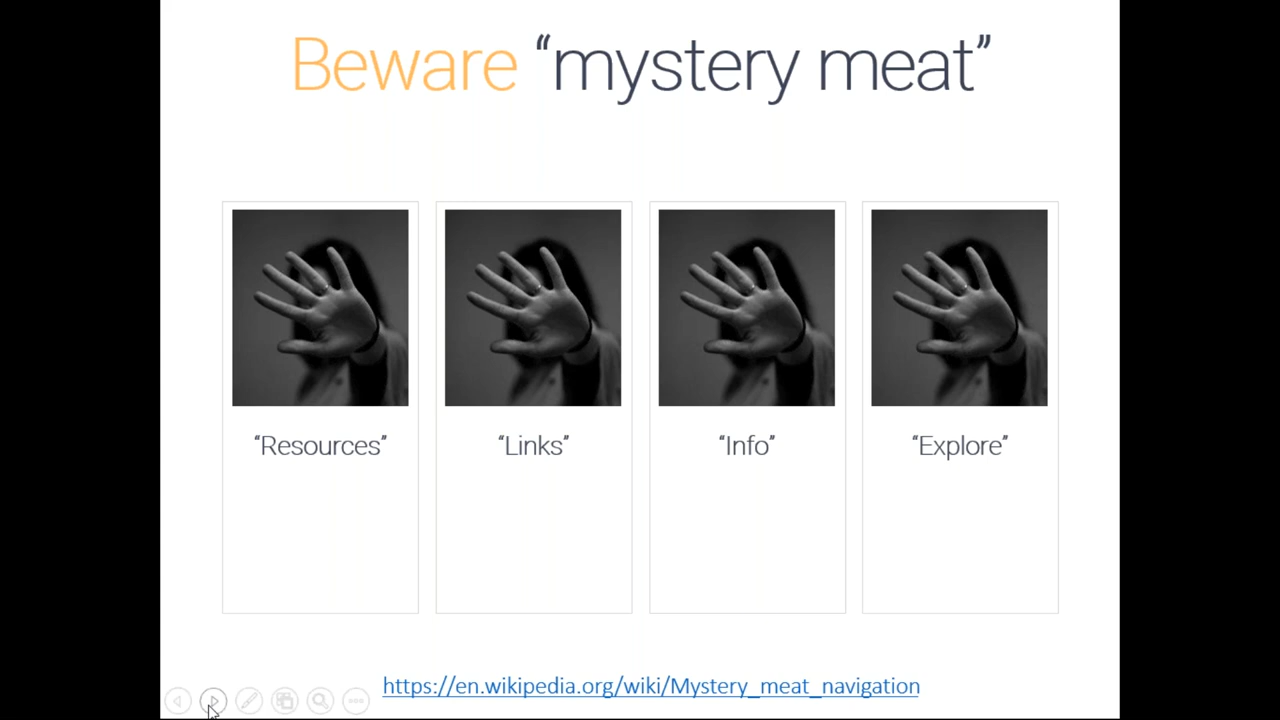 Beware “mystery meat”
“Resources”
“Links”
“Info”
“Explore”
https://en.wikipedia.org/wiki/Mystery_meat_navigation